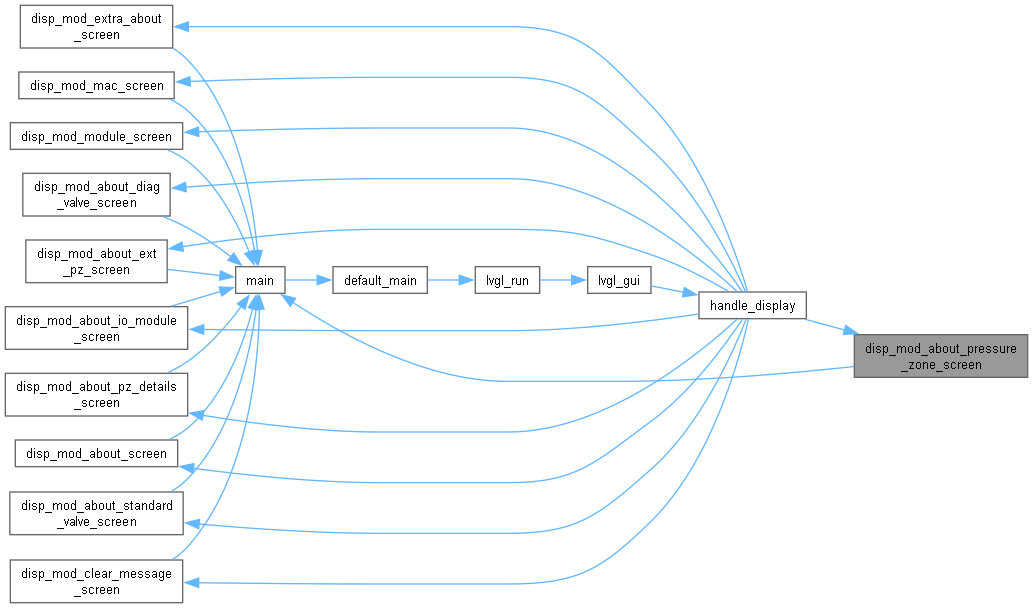 disp_mod_extra_about
_screen
disp_mod_mac_screen
disp_mod_module_screen
disp_mod_about_diag
_valve_screen
disp_mod_about_ext
_pz_screen
disp_mod_about_io_module
_screen
disp_mod_about_pz_details
_screen
disp_mod_about_screen
disp_mod_about_standard
_valve_screen
disp_mod_clear_message
_screen
main
default_main
lvgl_run
lvgl_gui
handle_display
disp_mod_about_pressure
_zone_screen